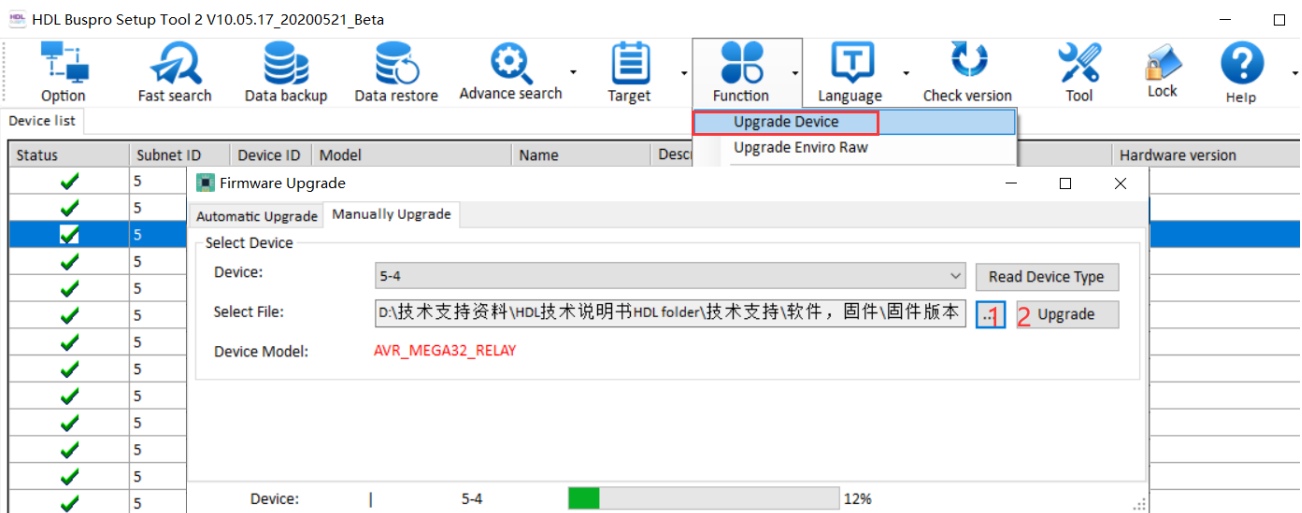 HDL Buspro Setup Tool 2 V10.05.17_20200521_Beta
Option Fast search Data backup Data restore Advance search Target Function Language Check version Tool Lock Help
Device list
Upgrade Device
Upgrade Enviro Raw
Status Subnet ID Device ID Model Name Hardware version
5
Firmware Upgrade
5
Automatic Upgrade Manually Upgrade
5
Select Device
5
Device: 5-4 Read Device Type
5
Select File: D:\技术支持资料\HDL技术说明书HDL folder\技术支持\软件，固件\固件版本 1 2 Upgrade
5
5
Device Model: AVR_MEGA32_RELAY
5
5
5
5
5
Device: | 5-4 12%
5